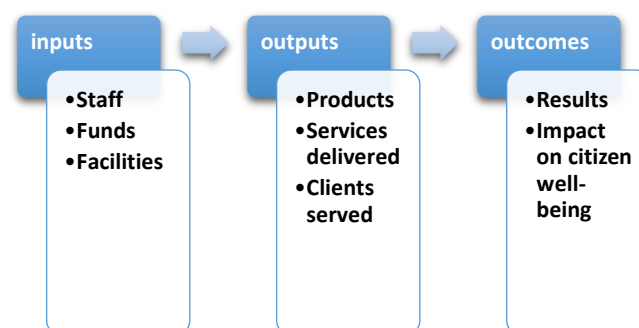 inputs
•Staff
•Funds
•Facilities
outputs
•Products
•Services
delivered
•Clients
served
outcomes
•Results
•Impact
on citizen
well-
being